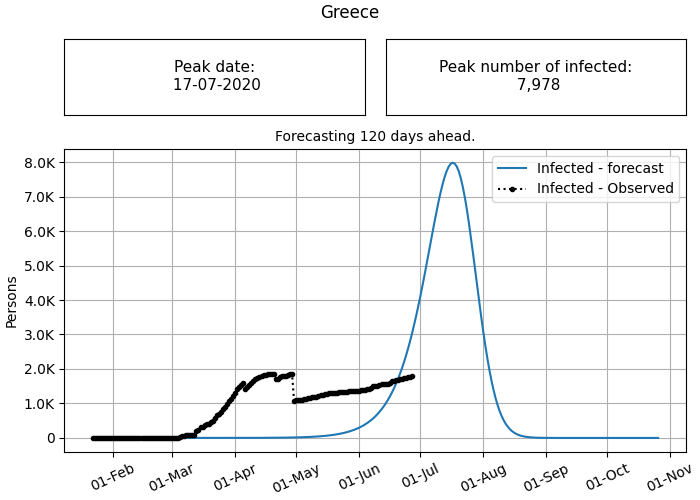 Greece
Peak date:
17-07-2020
Peak number of infected:
7,978
Forecasting 120 days ahead.
8.0K
7.0K
6.0K
5.0K
4.0K
3.0K
2.0K
1.0K
0
Persons
Infected - forecast
Infected - Observed
01-Feb
01-Mar
01-Apr
01-May
01-Jun
01-Jul
01-Aug
01-Sep
01-Oct
01-Nov